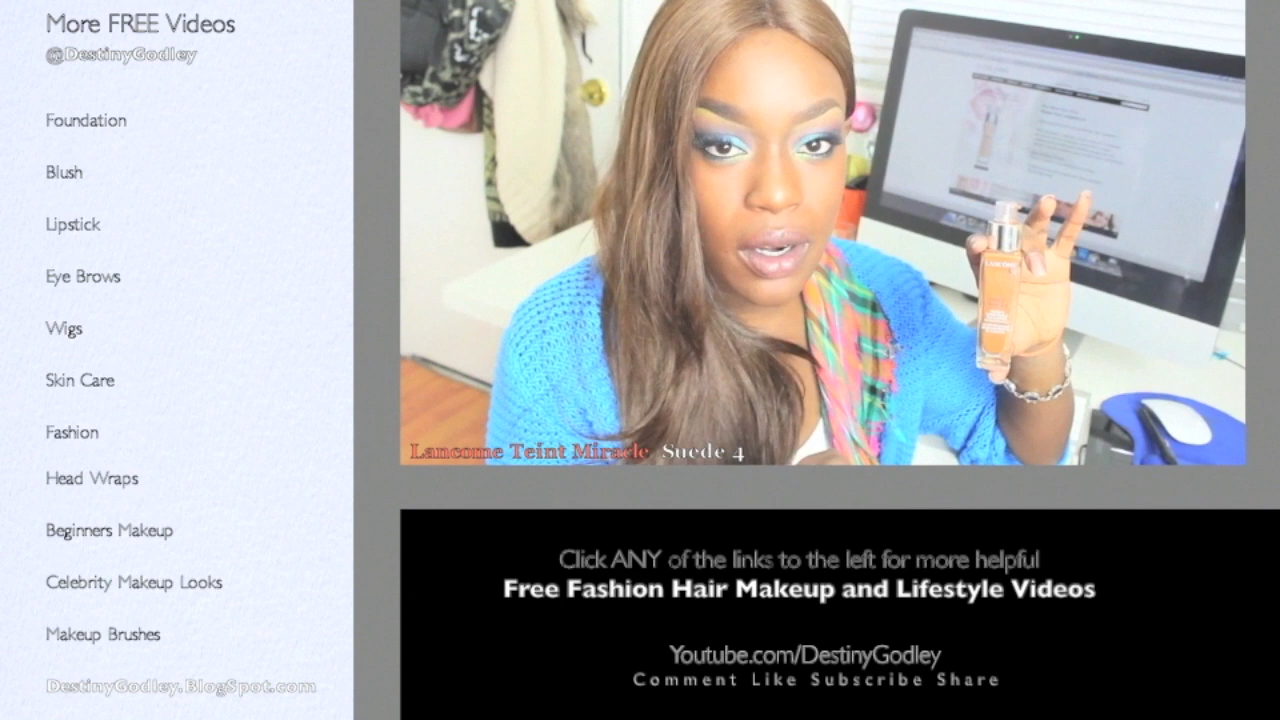 More FREE Videos
@DestinyGodley
Foundation
Blush
Lipstick
Eye Brows
Wigs
Skin Care
Fashion
Head Wraps
Beginners Makeup
Celebrity Makeup Looks
Makeup Brushes
DestinyGodley.BlogSpot.com
LANCOME
Lancome Teint Miracle Suede 4
Click ANY of the links to the left for more helpful
Free Fashion Hair Makeup and Lifestyle Videos
Youtube.com/DestinyGodley
Comment Like Subscribe Share